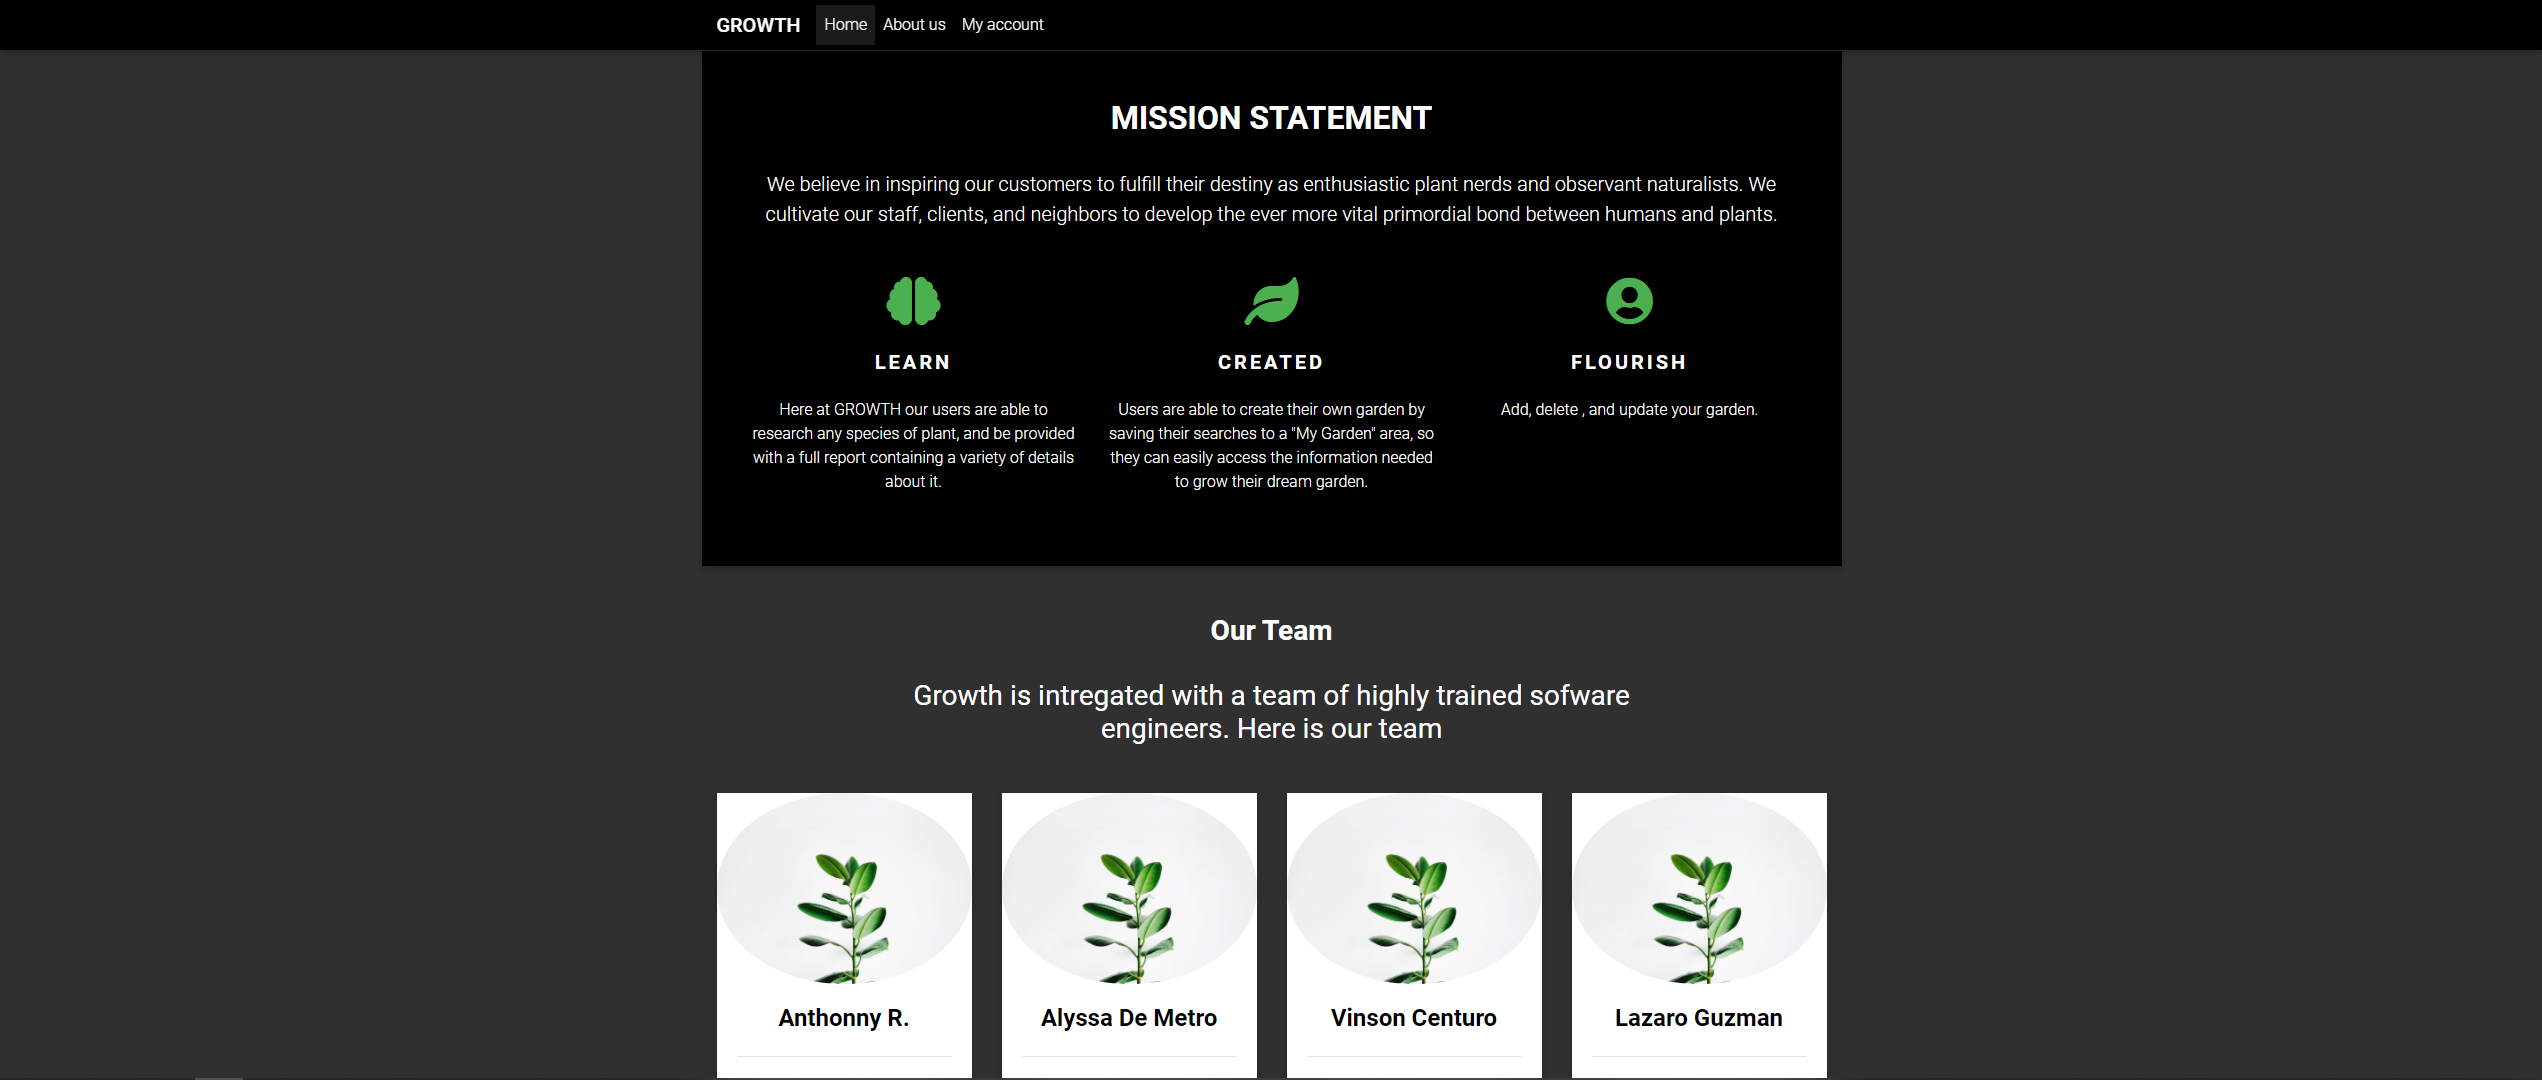 GROWTH Home About us My account
MISSION STATEMENT
We believe in inspiring our customers to fulfill their destiny as enthusiastic plant nerds and observant naturalists. We
cultivate our staff, clients, and neighbors to develop the ever more vital primordial bond between humans and plants.
LEARN
Here at GROWTH our users are able to
research any species of plant, and be provided
with a full report containing a variety of details
about it.
CREATED
Users are able to create their own garden by
saving their searches to a "My Garden" area, so
they can easily access the information needed
to grow their dream garden.
FLOURISH
Add, delete , and update your garden.
Our Team
Growth is intregated with a team of highly trained sofware
engineers. Here is our team
Anthonny R.
Alyssa De Metro
Vinson Centuro
Lazaro Guzman